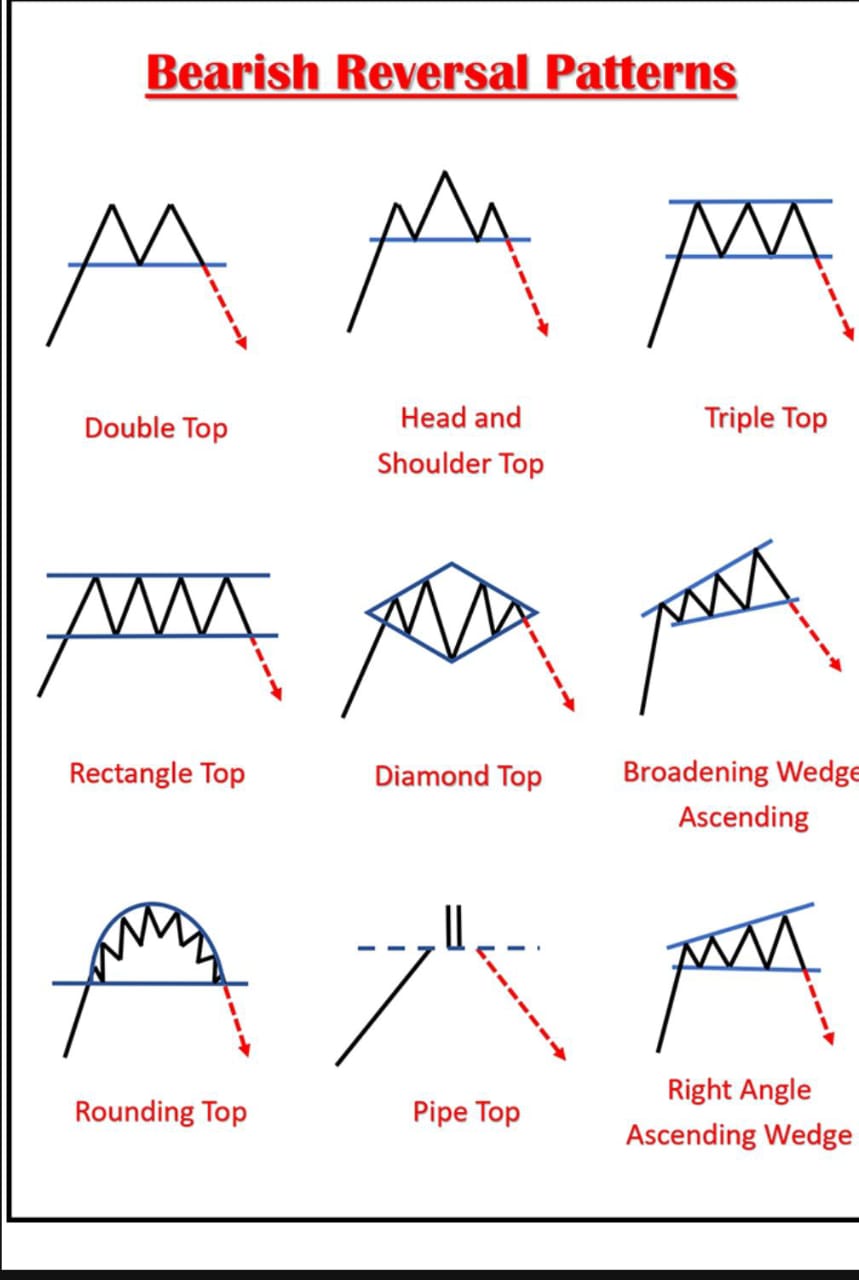 Bearish Reversal Patterns
Double Top
Head and
Shoulder Top
Triple Top
Rectangle Top
Diamond Top
Broadening Wedge
Ascending
Rounding Top
Pipe Top
Right Angle
Ascending Wedge